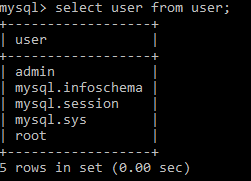 mysql> select user from user;
+------------------+
| user             |
+------------------+
| admin            |
| mysql.infoschema |
| mysql.session    |
| mysql.sys        |
| root             |
+------------------+
5 rows in set (0.00 sec)